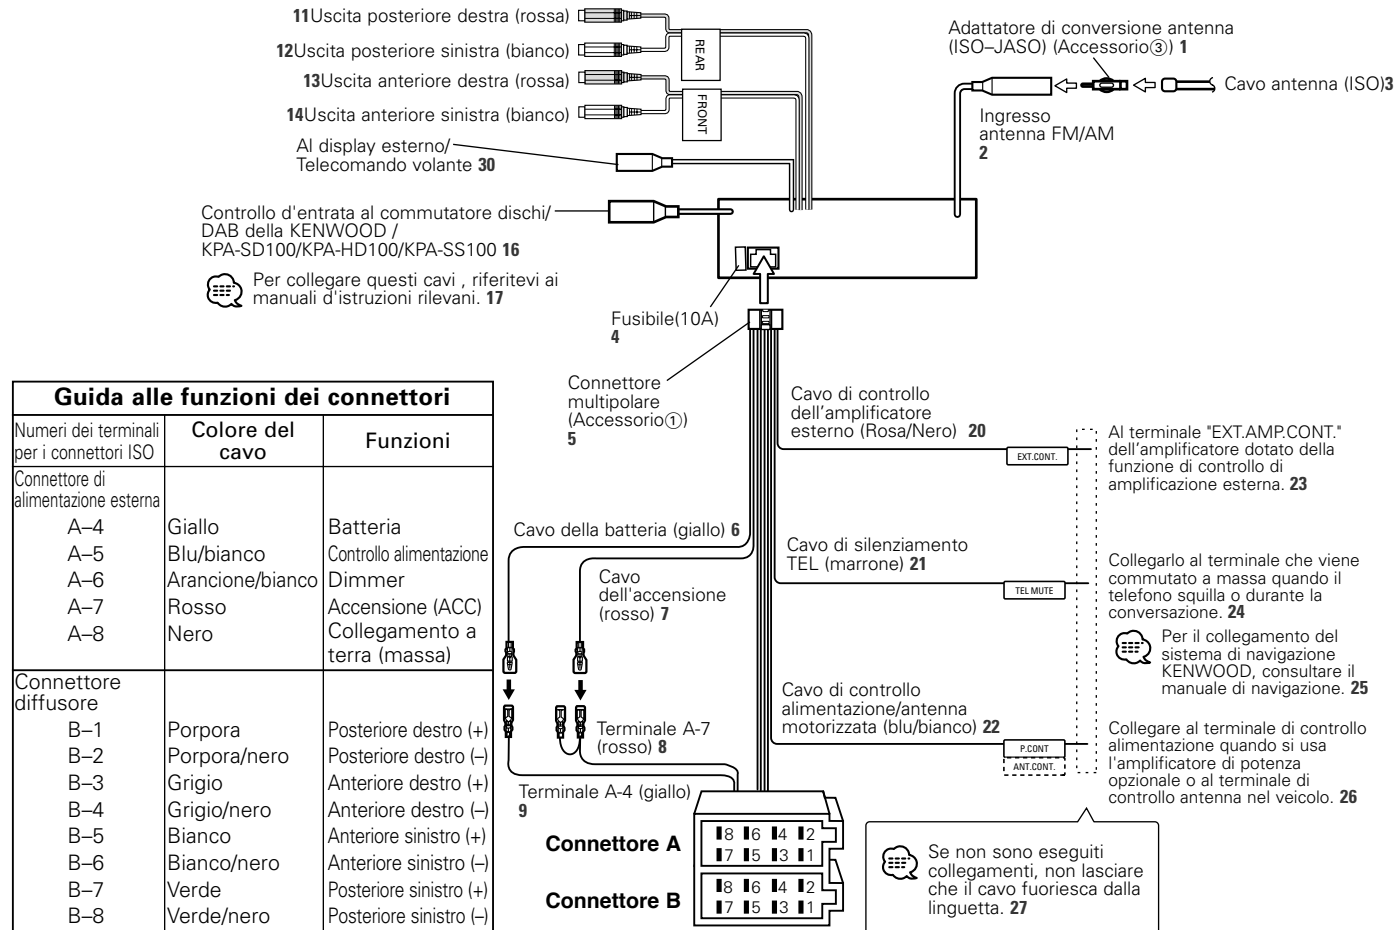 11Uscita posteriore destra (rossa)
12Uscita posteriore sinistra (bianco)
13Uscita anteriore destra (rossa)
14Uscita anteriore sinistra (bianco)
REAR
FRONT
Al display esterno/
Telecomando volante 30
Controllo d'entrata al commutatore dischi/
DAB della KENWOOD /
KPA-SD100/KPA-HD100/KPA-SS100 16
Per collegare questi cavi , riferitevi ai
manuali d'istruzioni rilevani. 17
Adattatore di conversione antenna
(ISO–JASO) (Accessorio③) 1
Cavo antenna (ISO)3
Ingresso
antenna FM/AM
2
Fusibile(10A)
4
Connettore
multipolare
(Accessorio①)
5
Cavo di controllo
dell'amplificatore
esterno (Rosa/Nero) 20
EXT.CONT.
Al terminale "EXT.AMP.CONT."
dell'amplificatore dotato della
funzione di controllo di
amplificazione esterna. 23
Cavo della batteria (giallo) 6
Cavo
dell'accensione
(rosso) 7
Cavo di silenziamento
TEL (marrone) 21
TEL MUTE
Collegarlo al terminale che viene
commutato a massa quando il
telefono squilla o durante la
conversazione. 24
Per il collegamento del
sistema di navigazione
KENWOOD, consultare il
manuale di navigazione. 25
Cavo di controllo
alimentazione/antenna
motorizzata (blu/bianco) 22
P.CONT
ANT.CONT.
Collegare al terminale di controllo
alimentazione quando si usa
l'amplificatore di potenza
opzionale o al terminale di
controllo antenna nel veicolo. 26
Terminale A-7
(rosso) 8
Terminale A-4 (giallo)
9
Connettore A
8 6 4 2
7 5 3 1
Connettore B
8 6 4 2
7 5 3 1
Se non sono eseguiti
collegamenti, non lasciare
che il cavo fuoriesca dalla
linguetta. 27
Guida alle funzioni dei connettori
Numeri dei terminali
per i connettori ISO
Colore del
cavo
Funzioni
Connettore di
alimentazione esterna
A–4 Giallo Batteria
A–5 Blu/bianco Controllo alimentazione
A–6 Arancione/bianco Dimmer
A–7 Rosso Accensione (ACC)
A–8 Nero Collegamento a
terra (massa)
Connettore
diffusore
B–1 Porpora Posteriore destro (+)
B–2 Porpora/nero Posteriore destro (–)
B–3 Grigio Anteriore destro (+)
B–4 Grigio/nero Anteriore destro (–)
B–5 Bianco Anteriore sinistro (+)
B–6 Bianco/nero Anteriore sinistro (–)
B–7 Verde Posteriore sinistro (+)
B–8 Verde/nero Posteriore sinistro (–)